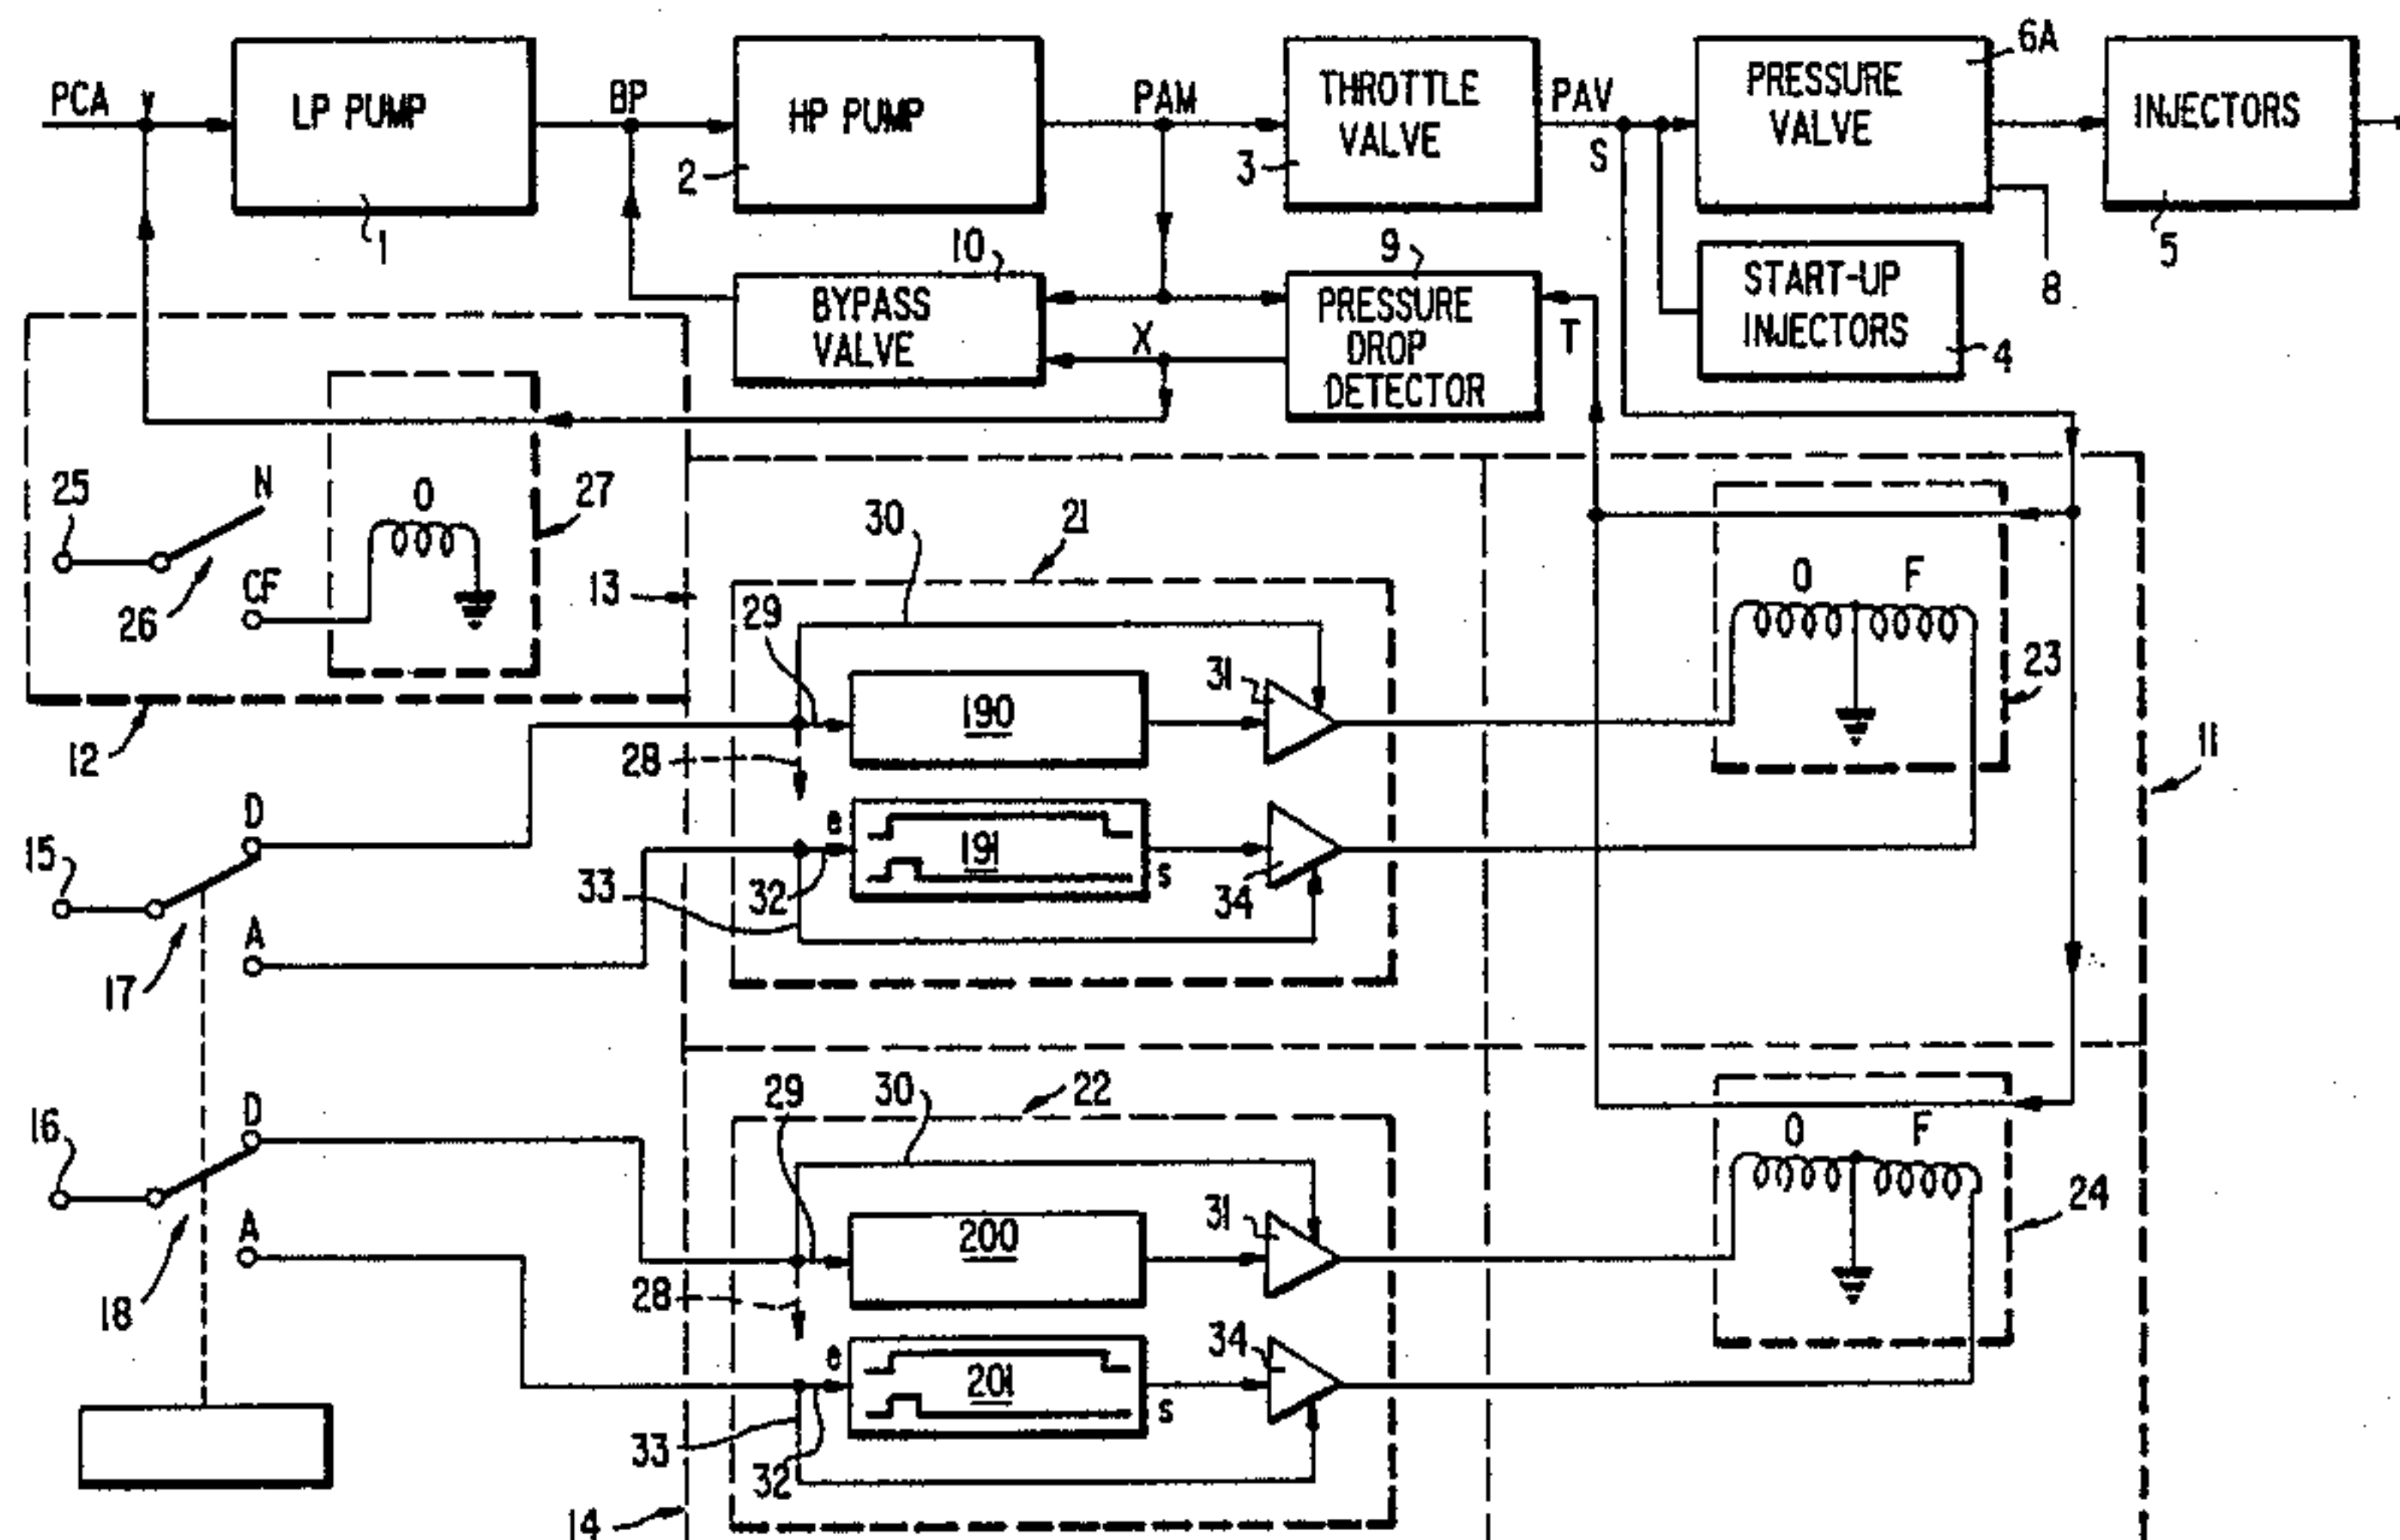 PCA
Y
LP PUMP
1
BP
HP PUMP
2
PAM
THROTTLE
VALVE
3
PAV
S
PRESSURE
VALVE
6A
INJECTORS
5
8
START-UP
INJECTORS
4
10
BYPASS
VALVE
X
9
PRESSURE
DROP
DETECTOR
T
25
N
26
CF
O
27
12
13
21
30
29
190
31
28
e
191
s
32
33
34
O F
23
11
15
D
A
17
16
D
A
18
22
29
30
200
31
28
e
201
s
34
33
32
O F
24
14